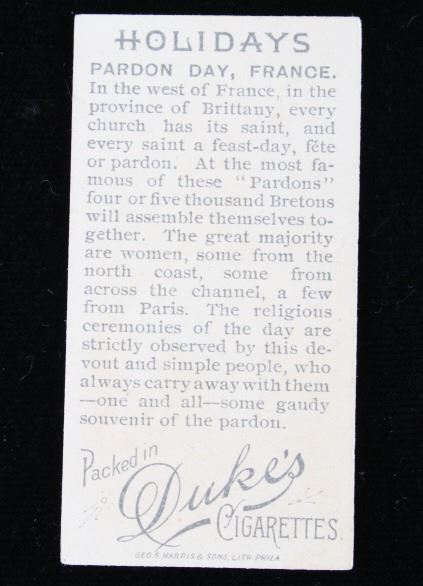 HOLIDAYS
PARDON DAY, FRANCE.
In the west of France, in the
province of Brittany, every
church has its saint, and
every saint a feast-day, féte
or pardon. At the most fa-
mous of these "Pardons"
four or five thousand Bretons
will assemble themselves to-
gether. The great majority
are women, some from the
north coast, some from
across the channel, a few
from Paris. The religious
ceremonies of the day are
strictly observed by this de-
vout and simple people, who
always carry away with them
—one and all—some gaudy
souvenir of the pardon.
Packed in
Duke's
CIGARETTES.
GEO. S. HARRIS & SONS, LITH. PHILA.